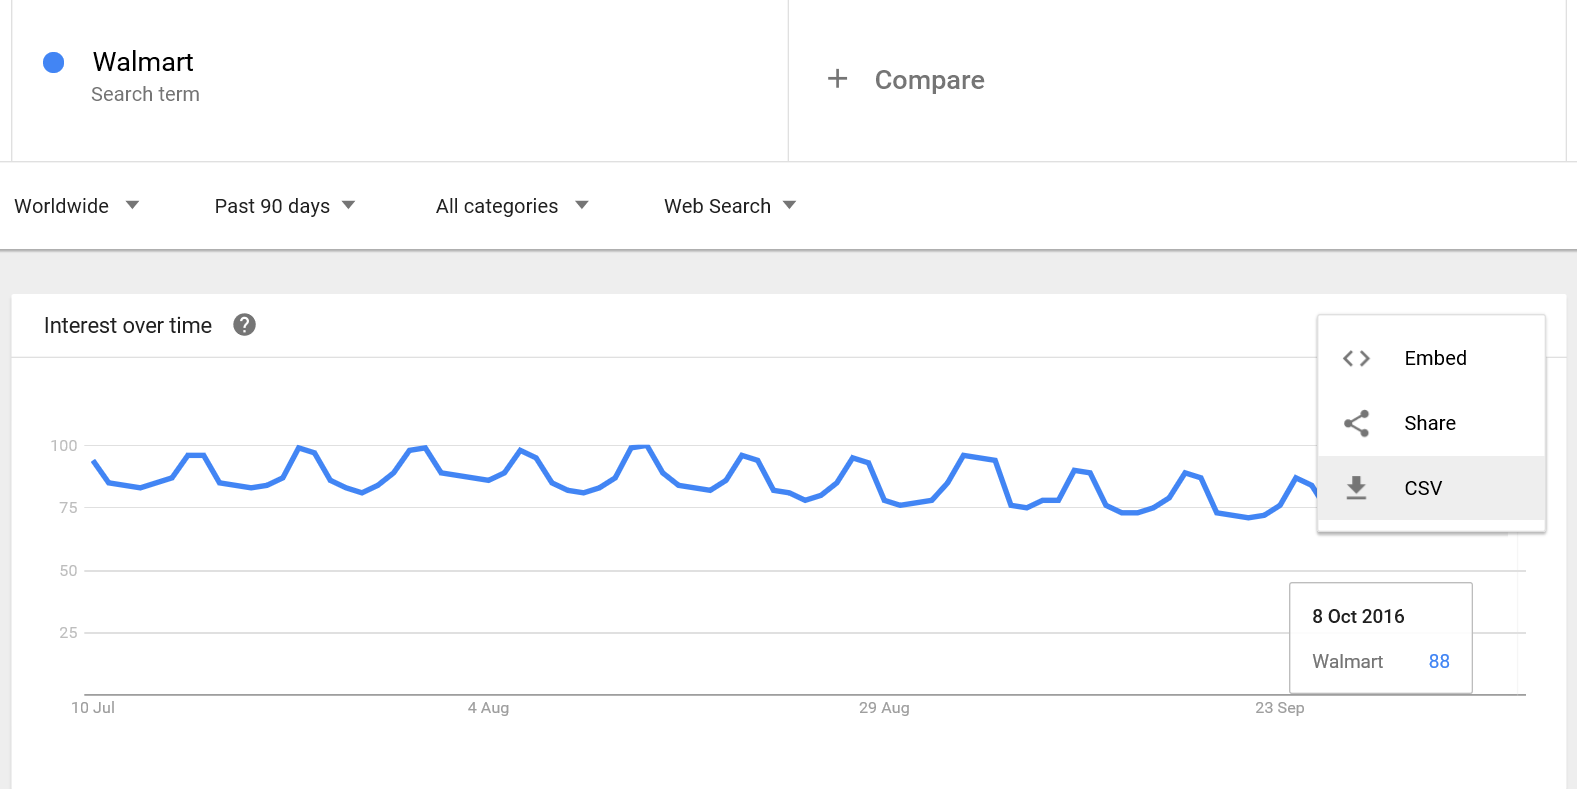 Walmart
Search term
+ Compare
Worldwide
Past 90 days
All categories
Web Search
Interest over time ?
Embed
Share
CSV
100
75
50
25
8 Oct 2016
Walmart 88
10 Jul
4 Aug
29 Aug
23 Sep